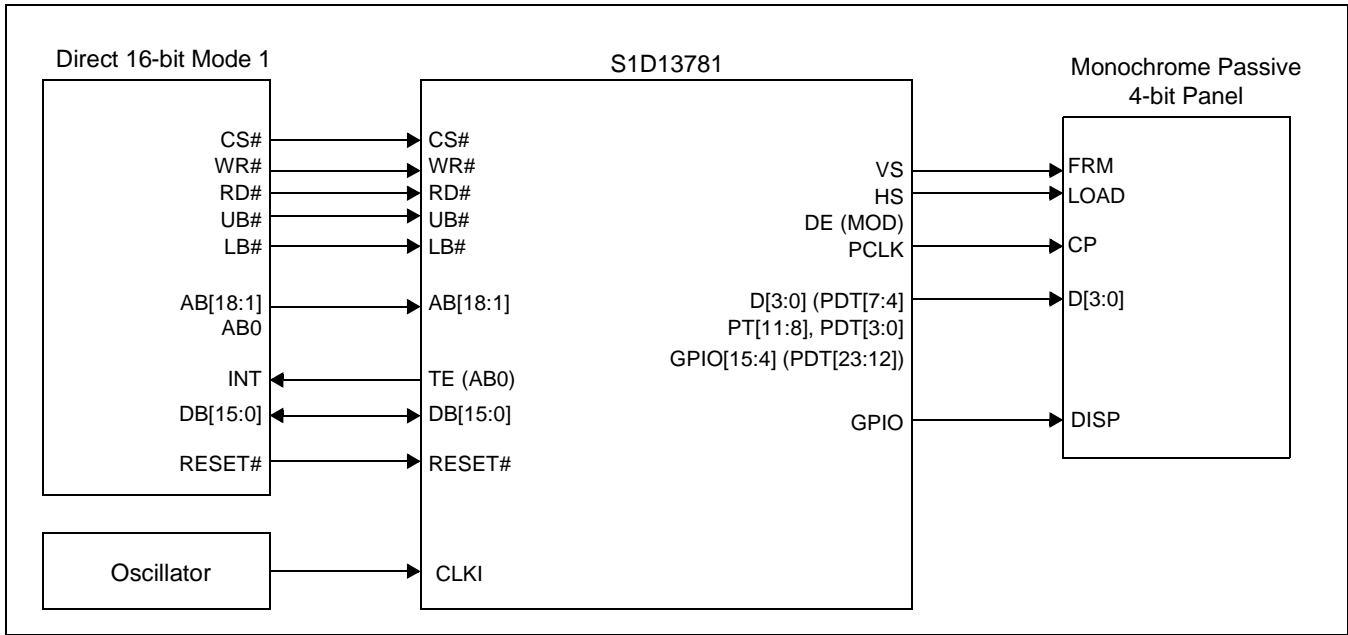 Direct 16-bit Mode 1
CS#
WR#
RD#
UB#
LB#
AB[18:1]
AB0
INT
DB[15:0]
RESET#
Oscillator
S1D13781
CS#
WR#
RD#
UB#
LB#
AB[18:1]
TE (AB0)
DB[15:0]
RESET#
CLKI
VS
HS
DE (MOD)
PCLK
D[3:0] (PDT[7:4]
PT[11:8], PDT[3:0]
GPIO[15:4] (PDT[23:12])
GPIO
Monochrome Passive
4-bit Panel
FRM
LOAD
CP
D[3:0]
DISP